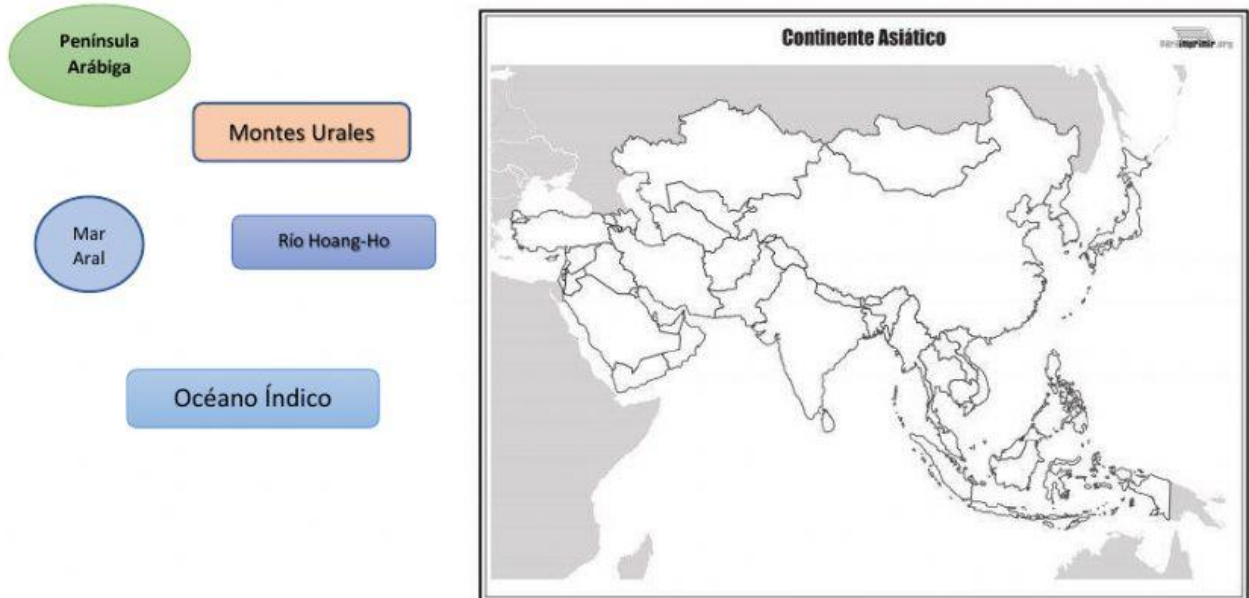 Península
Arábiga
Montes Urales
Mar
Aral
Río Hoang-Ho
Océano Índico
Continente Asiático